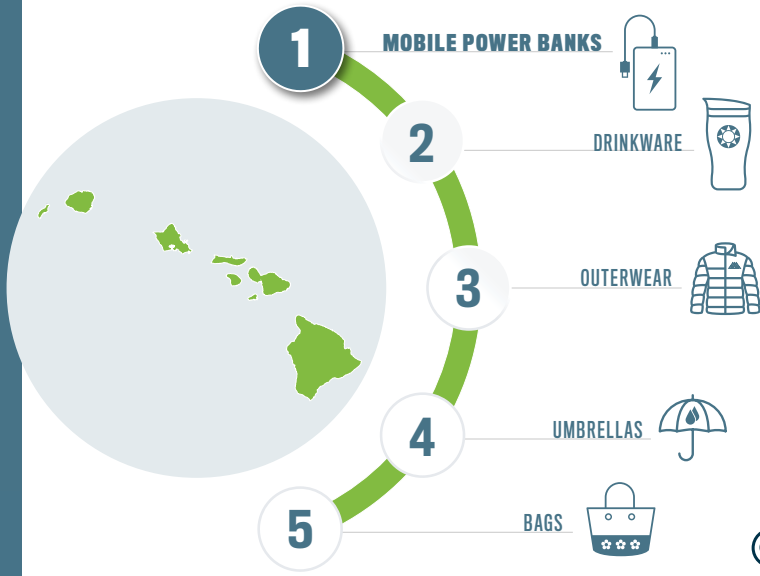 1 MOBILE POWER BANKS
2 DRINKWARE
3 OUTERWEAR
4 UMBRELLAS
5 BAGS